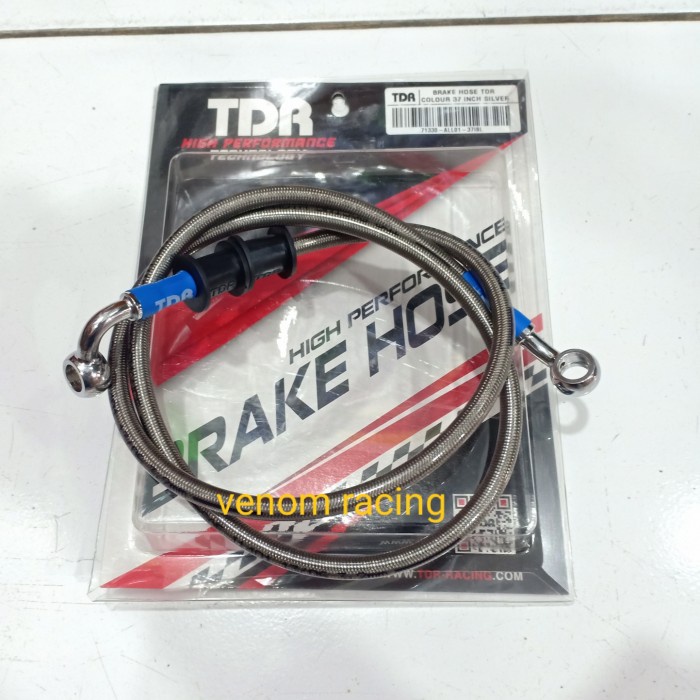 TDR
HIGH PERFORMANCE
TECHNOLOGY
TDR
BRAKE HOSE TDR
COLOUR 37 INCH SILVER
TDR
TDR
HIGH PERFORMANCE
BRAKE HOSE
venom racing
WWW.TDR-RACING.COM